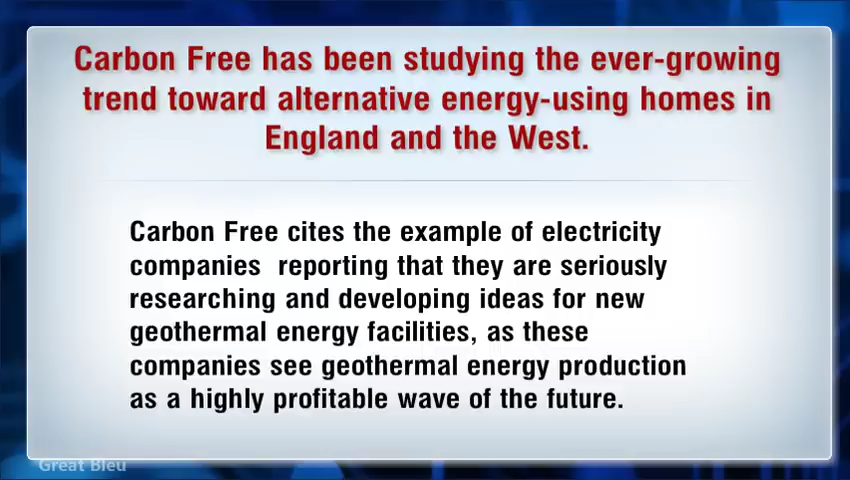 Carbon Free has been studying the ever-growing
trend toward alternative energy-using homes in
England and the West.
Carbon Free cites the example of electricity
companies  reporting that they are seriously
researching and developing ideas for new
geothermal energy facilities, as these
companies see geothermal energy production
as a highly profitable wave of the future.
Great Bleu